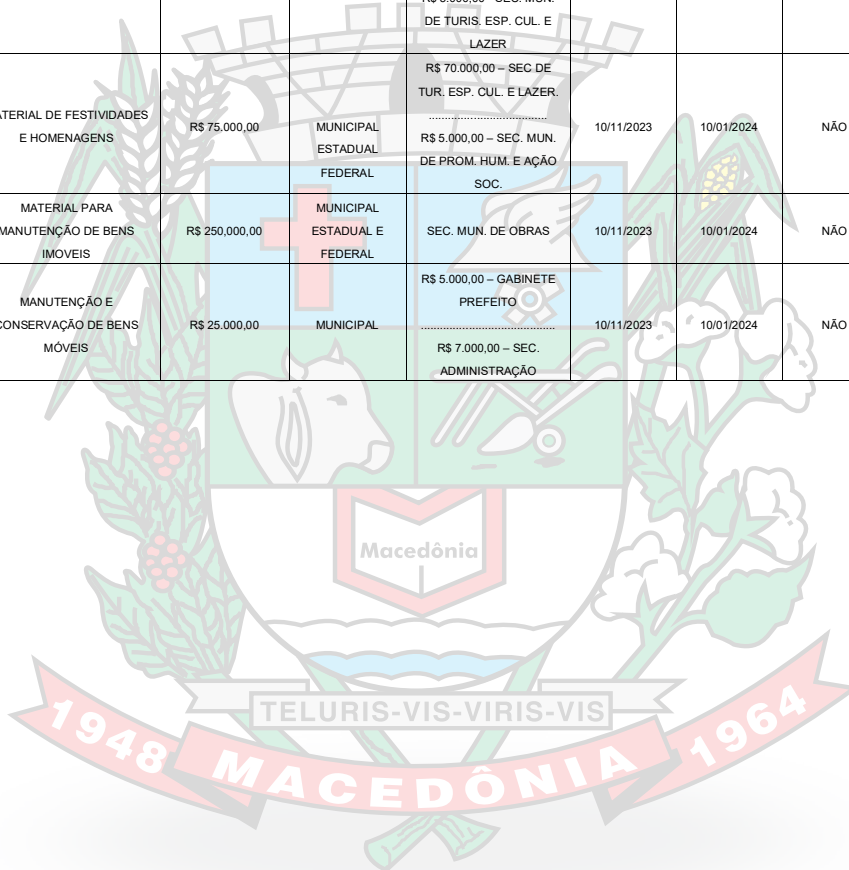 DE TURIS. ESP. CUL. E
LAZER
MATERIAL DE FESTIVIDADES
E HOMENAGENS
R$ 75.000,00
MUNICIPAL
ESTADUAL
FEDERAL
R$ 70.000,00 – SEC DE
TUR. ESP. CUL. E LAZER.
.....................................
R$ 5.000,00 – SEC. MUN.
DE PROM. HUM. E AÇÃO
SOC.
10/11/2023
10/01/2024
NÃO
MATERIAL PARA
MANUTENÇÃO DE BENS
IMOVEIS
R$ 250,000,00
MUNICIPAL
ESTADUAL E
FEDERAL
SEC. MUN. DE OBRAS
10/11/2023
10/01/2024
NÃO
MANUTENÇÃO E
CONSERVAÇÃO DE BENS
MÓVEIS
R$ 25.000,00
MUNICIPAL
R$ 5.000,00 – GABINETE
PREFEITO
..........................................
R$ 7.000,00 – SEC.
ADMINISTRAÇÃO
10/11/2023
10/01/2024
NÃO
Macedônia
TELURIS-VIS-VIRIS-VIS
1948 MACEDÔNIA 1964